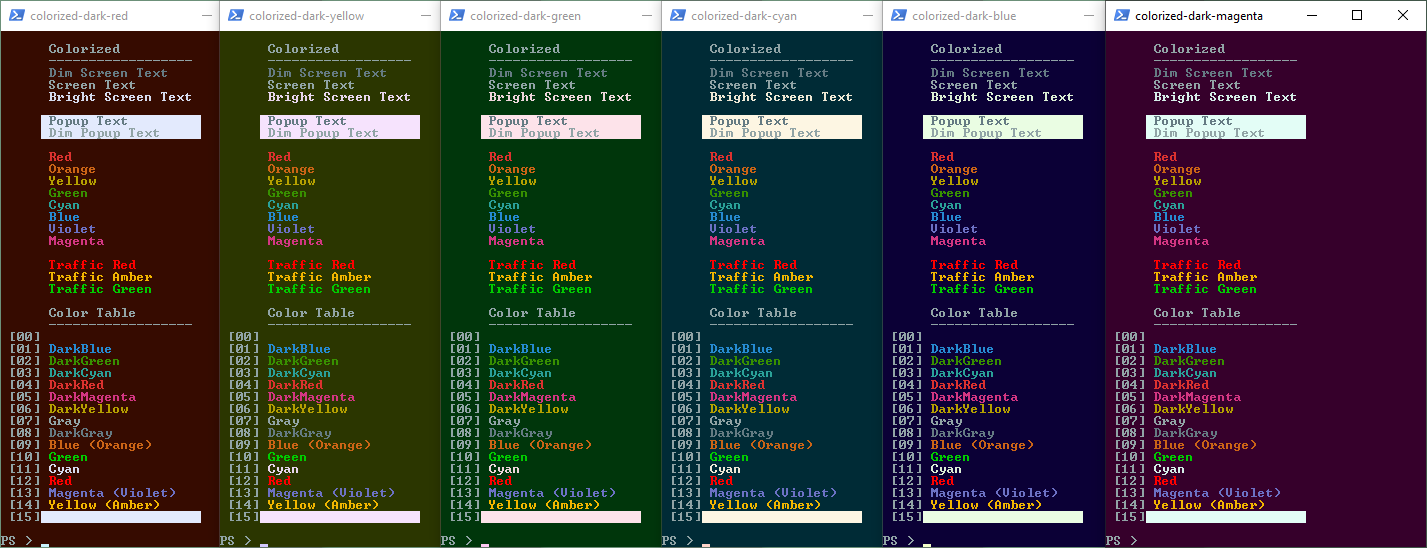 colorized-dark-red
Colorized
------------------
Dim Screen Text
Screen Text
Bright Screen Text
Popup Text
Dim Popup Text
Red
Orange
Yellow
Green
Cyan
Blue
Violet
Magenta
Traffic Red
Traffic Amber
Traffic Green
Color Table
------------------
[00]
[01] DarkBlue
[02] DarkGreen
[03] DarkCyan
[04] DarkRed
[05] DarkMagenta
[06] DarkYellow
[07] Gray
[08] DarkGray
[09] Blue (Orange)
[10] Green
[11] Cyan
[12] Red
[13] Magenta (Violet)
[14] Yellow (Amber)
[15]
PS > _
colorized-dark-yellow
Colorized
------------------
Dim Screen Text
Screen Text
Bright Screen Text
Popup Text
Dim Popup Text
Red
Orange
Yellow
Green
Cyan
Blue
Violet
Magenta
Traffic Red
Traffic Amber
Traffic Green
Color Table
------------------
[00]
[01] DarkBlue
[02] DarkGreen
[03] DarkCyan
[04] DarkRed
[05] DarkMagenta
[06] DarkYellow
[07] Gray
[08] DarkGray
[09] Blue (Orange)
[10] Green
[11] Cyan
[12] Red
[13] Magenta (Violet)
[14] Yellow (Amber)
[15]
PS > _
colorized-dark-green
Colorized
------------------
Dim Screen Text
Screen Text
Bright Screen Text
Popup Text
Dim Popup Text
Red
Orange
Yellow
Green
Cyan
Blue
Violet
Magenta
Traffic Red
Traffic Amber
Traffic Green
Color Table
------------------
[00]
[01] DarkBlue
[02] DarkGreen
[03] DarkCyan
[04] DarkRed
[05] DarkMagenta
[06] DarkYellow
[07] Gray
[08] DarkGray
[09] Blue (Orange)
[10] Green
[11] Cyan
[12] Red
[13] Magenta (Violet)
[14] Yellow (Amber)
[15]
PS > _
colorized-dark-cyan
Colorized
------------------
Dim Screen Text
Screen Text
Bright Screen Text
Popup Text
Dim Popup Text
Red
Orange
Yellow
Green
Cyan
Blue
Violet
Magenta
Traffic Red
Traffic Amber
Traffic Green
Color Table
------------------
[00]
[01] DarkBlue
[02] DarkGreen
[03] DarkCyan
[04] DarkRed
[05] DarkMagenta
[06] DarkYellow
[07] Gray
[08] DarkGray
[09] Blue (Orange)
[10] Green
[11] Cyan
[12] Red
[13] Magenta (Violet)
[14] Yellow (Amber)
[15]
PS > _
colorized-dark-blue
Colorized
------------------
Dim Screen Text
Screen Text
Bright Screen Text
Popup Text
Dim Popup Text
Red
Orange
Yellow
Green
Cyan
Blue
Violet
Magenta
Traffic Red
Traffic Amber
Traffic Green
Color Table
------------------
[00]
[01] DarkBlue
[02] DarkGreen
[03] DarkCyan
[04] DarkRed
[05] DarkMagenta
[06] DarkYellow
[07] Gray
[08] DarkGray
[09] Blue (Orange)
[10] Green
[11] Cyan
[12] Red
[13] Magenta (Violet)
[14] Yellow (Amber)
[15]
PS > _
colorized-dark-magenta
Colorized
------------------
Dim Screen Text
Screen Text
Bright Screen Text
Popup Text
Dim Popup Text
Red
Orange
Yellow
Green
Cyan
Blue
Violet
Magenta
Traffic Red
Traffic Amber
Traffic Green
Color Table
------------------
[00]
[01] DarkBlue
[02] DarkGreen
[03] DarkCyan
[04] DarkRed
[05] DarkMagenta
[06] DarkYellow
[07] Gray
[08] DarkGray
[09] Blue (Orange)
[10] Green
[11] Cyan
[12] Red
[13] Magenta (Violet)
[14] Yellow (Amber)
[15]
PS >